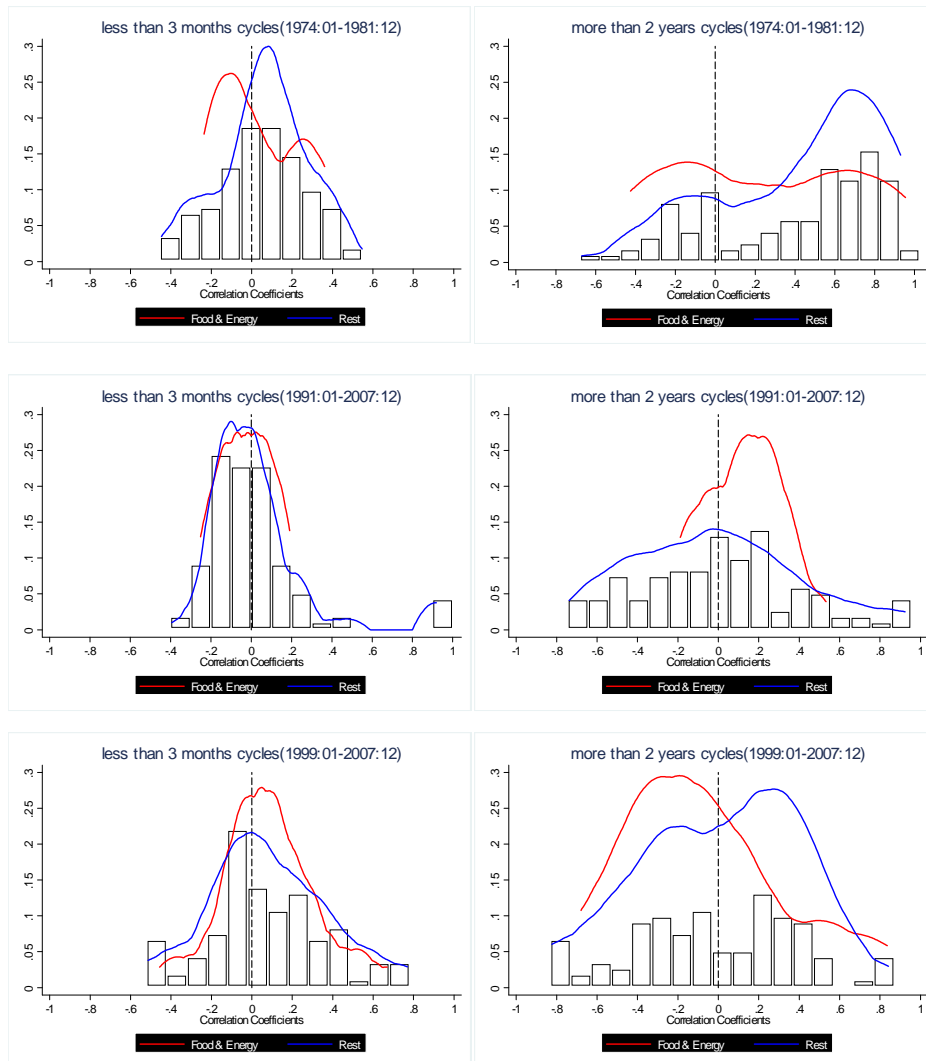 less than 3 months cycles(1974:01-1981:12)
0 .05 .1 .15 .2 .25 .3
-1 -.8 -.6 -.4 -.2 0 .2 .4 .6 .8 1
Correlation Coefficients
Food & Energy Rest
more than 2 years cycles(1974:01-1981:12)
0 .05 .1 .15 .2 .25 .3
-1 -.8 -.6 -.4 -.2 0 .2 .4 .6 .8 1
Correlation Coefficients
Food & Energy Rest
less than 3 months cycles(1991:01-2007:12)
0 .05 .1 .15 .2 .25 .3
-1 -.8 -.6 -.4 -.2 0 .2 .4 .6 .8 1
Correlation Coefficients
Food & Energy Rest
more than 2 years cycles(1991:01-2007:12)
0 .05 .1 .15 .2 .25 .3
-1 -.8 -.6 -.4 -.2 0 .2 .4 .6 .8 1
Correlation Coefficients
Food & Energy Rest
less than 3 months cycles(1999:01-2007:12)
0 .05 .1 .15 .2 .25 .3
-1 -.8 -.6 -.4 -.2 0 .2 .4 .6 .8 1
Correlation Coefficients
Food & Energy Rest
more than 2 years cycles(1999:01-2007:12)
0 .05 .1 .15 .2 .25 .3
-1 -.8 -.6 -.4 -.2 0 .2 .4 .6 .8 1
Correlation Coefficients
Food & Energy Rest